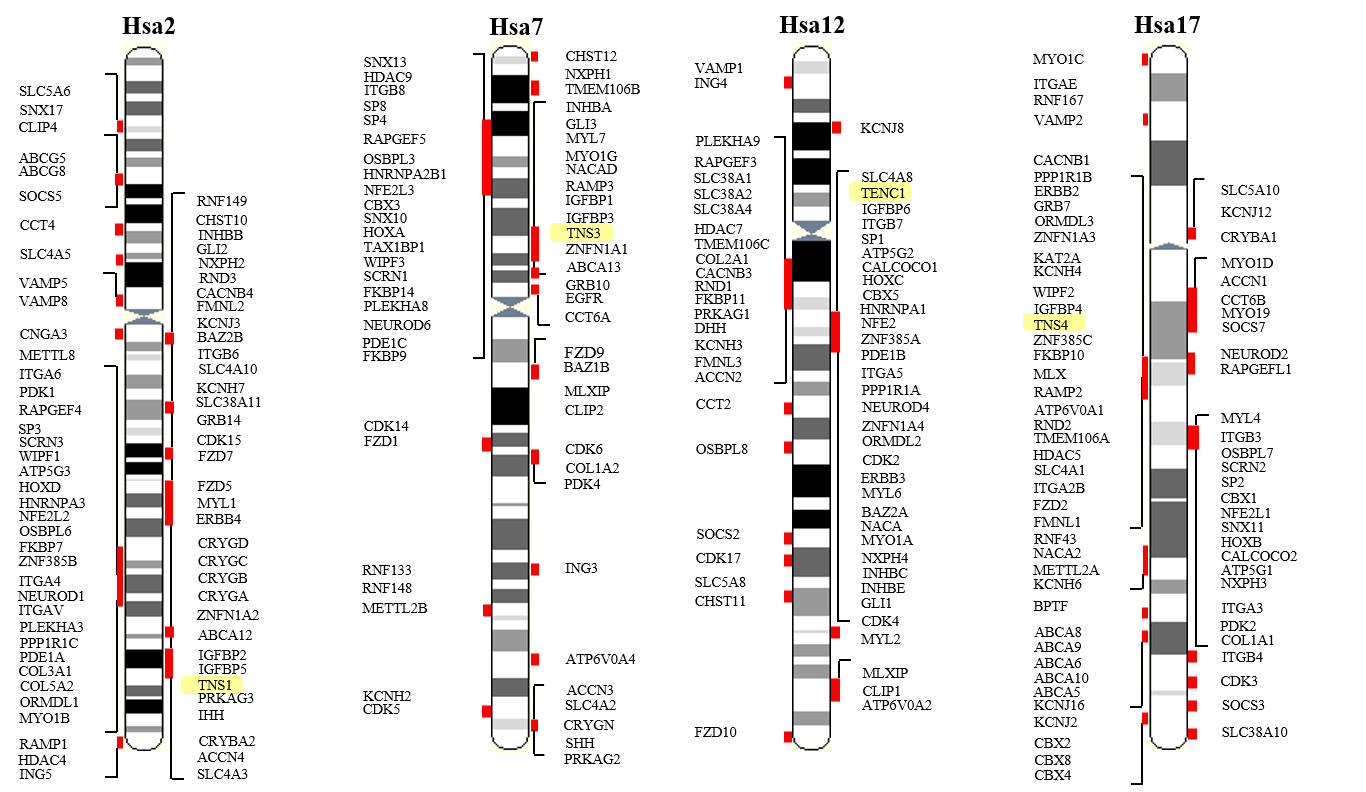 Hsa2
SLC5A6
SNX17
CLIP4
ABCG5
ABCG8
SOCS5
CCT4
SLC4A5
VAMP5
VAMP8
CNGA3
METTL8
ITGA6
PDK1
RAPGEF4
SP3
SCRN3
WIPF1
ATP5G3
HOXD
HNRNPA3
NFE2L2
OSBPL6
FKBP7
ZNF385B
ITGA4
NEUROD1
ITGAV
PLEKHA3
PPP1R1C
PDE1A
COL3A1
COL5A2
ORMDL1
MYO1B
RAMP1
HDAC4
ING5
RNF149
CHST10
INHBB
GLI2
NXPH2
RND3
CACNB4
FMNL2
KCNJ3
BAZ2B
ITGB6
SLC4A10
KCNH7
SLC38A11
GRB14
CDK15
FZD7
FZD5
MYL1
ERBB4
CRYGD
CRYGC
CRYGB
CRYGA
ZNFN1A2
ABCA12
IGFBP2
IGFBP5
TNS1
PRKAG3
IHH
CRYBA2
ACCN4
SLC4A3
Hsa7
SNX13
HDAC9
ITGB8
SP8
SP4
RAPGEF5
OSBPL3
HNRNPA2B1
NFE2L3
CBX3
SNX10
HOXA
TAX1BP1
WIPF3
SCRN1
FKBP14
PLEKHA8
NEUROD6
PDE1C
FKBP9
CDK14
FZD1
RNF133
RNF148
METTL2B
KCNH2
CDK5
CHST12
NXPH1
TMEM106B
INHBA
GLI3
MYL7
MYO1G
NACAD
RAMP3
IGFBP1
IGFBP3
TNS3
ZNFN1A1
ABCA13
GRB10
EGFR
CCT6A
FZD9
BAZ1B
MLXIP
CLIP2
CDK6
COL1A2
PDK4
ING3
ATP6V0A4
ACCN3
SLC4A2
CRYGN
SHH
PRKAG2
Hsa12
VAMP1
ING4
PLEKHA9
RAPGEF3
SLC38A1
SLC38A2
SLC38A4
HDAC7
TMEM106C
COL2A1
CACNB3
RND1
FKBP11
PRKAG1
DHH
KCNH3
FMNL3
ACCN2
CCT2
OSBPL8
SOCS2
CDK17
SLC5A8
CHST11
FZD10
KCNJ8
SLC4A8
TENC1
IGFBP6
ITGB7
SP1
ATP5G2
CALCOCO1
HOXC
CBX5
HNRNPA1
NFE2
ZNF385A
PDE1B
ITGA5
PPP1R1A
NEUROD4
ZNFN1A4
ORMDL2
CDK2
ERBB3
MYL6
BAZ2A
NACA
MYO1A
NXPH4
INHBC
INHBE
GLI1
CDK4
MYL2
MLXIP
CLIP1
ATP6V0A2
Hsa17
MYO1C
ITGAE
RNF167
VAMP2
CACNB1
PPP1R1B
ERBB2
GRB7
ORMDL3
ZNFN1A3
KAT2A
KCNH4
WIPF2
IGFBP4
TNS4
ZNF385C
FKBP10
MLX
RAMP2
ATP6V0A1
RND2
TMEM106A
HDAC5
SLC4A1
ITGA2B
FZD2
FMNL1
RNF43
NACA2
METTL2A
KCNH6
BPTF
ABCA8
ABCA9
ABCA6
ABCA10
ABCA5
KCNJ16
KCNJ2
CBX2
CBX8
CBX4
SLC5A10
KCNJ12
CRYBA1
MYO1D
ACCN1
CCT6B
MYO19
SOCS7
NEUROD2
RAPGEFL1
MYL4
ITGB3
OSBPL7
SCRN2
SP2
CBX1
NFE2L1
SNX11
HOXB
CALCOCO2
ATP5G1
NXPH3
ITGA3
PDK2
COL1A1
ITGB4
CDK3
SOCS3
SLC38A10